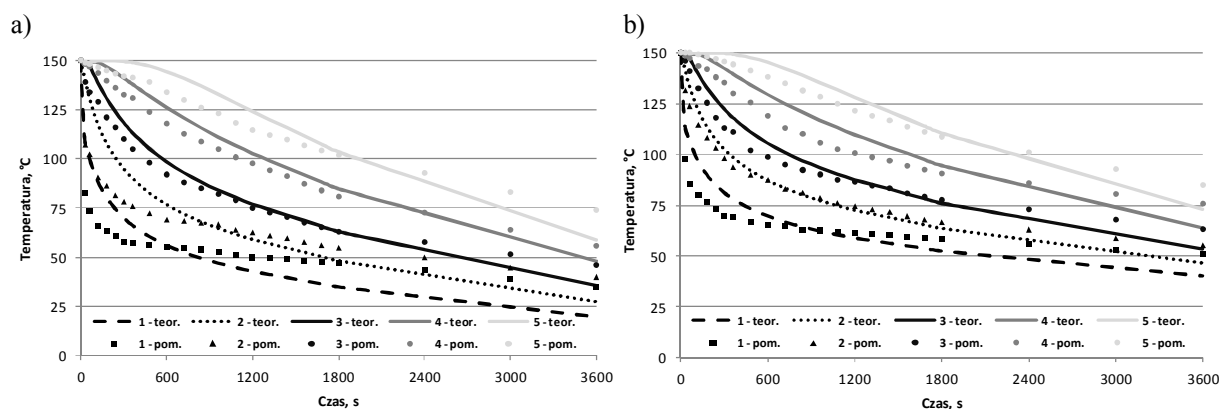 a)
150
125
100
75
50
25
0
Temperatura, °C
1 - teor. 2 - teor. 3 - teor. 4 - teor. 5 - teor.
1 - pom. 2 - pom. 3 - pom. 4 - pom. 5 - pom.
0 600 1200 1800 2400 3000 3600
Czas, s
b)
150
125
100
75
50
25
0
Temperatura, °C
1 - teor. 2 - teor. 3 - teor. 4 - teor. 5 - teor.
1 - pom. 2 - pom. 3 - pom. 4 - pom. 5 - pom.
0 600 1200 1800 2400 3000 3600
Czas, s